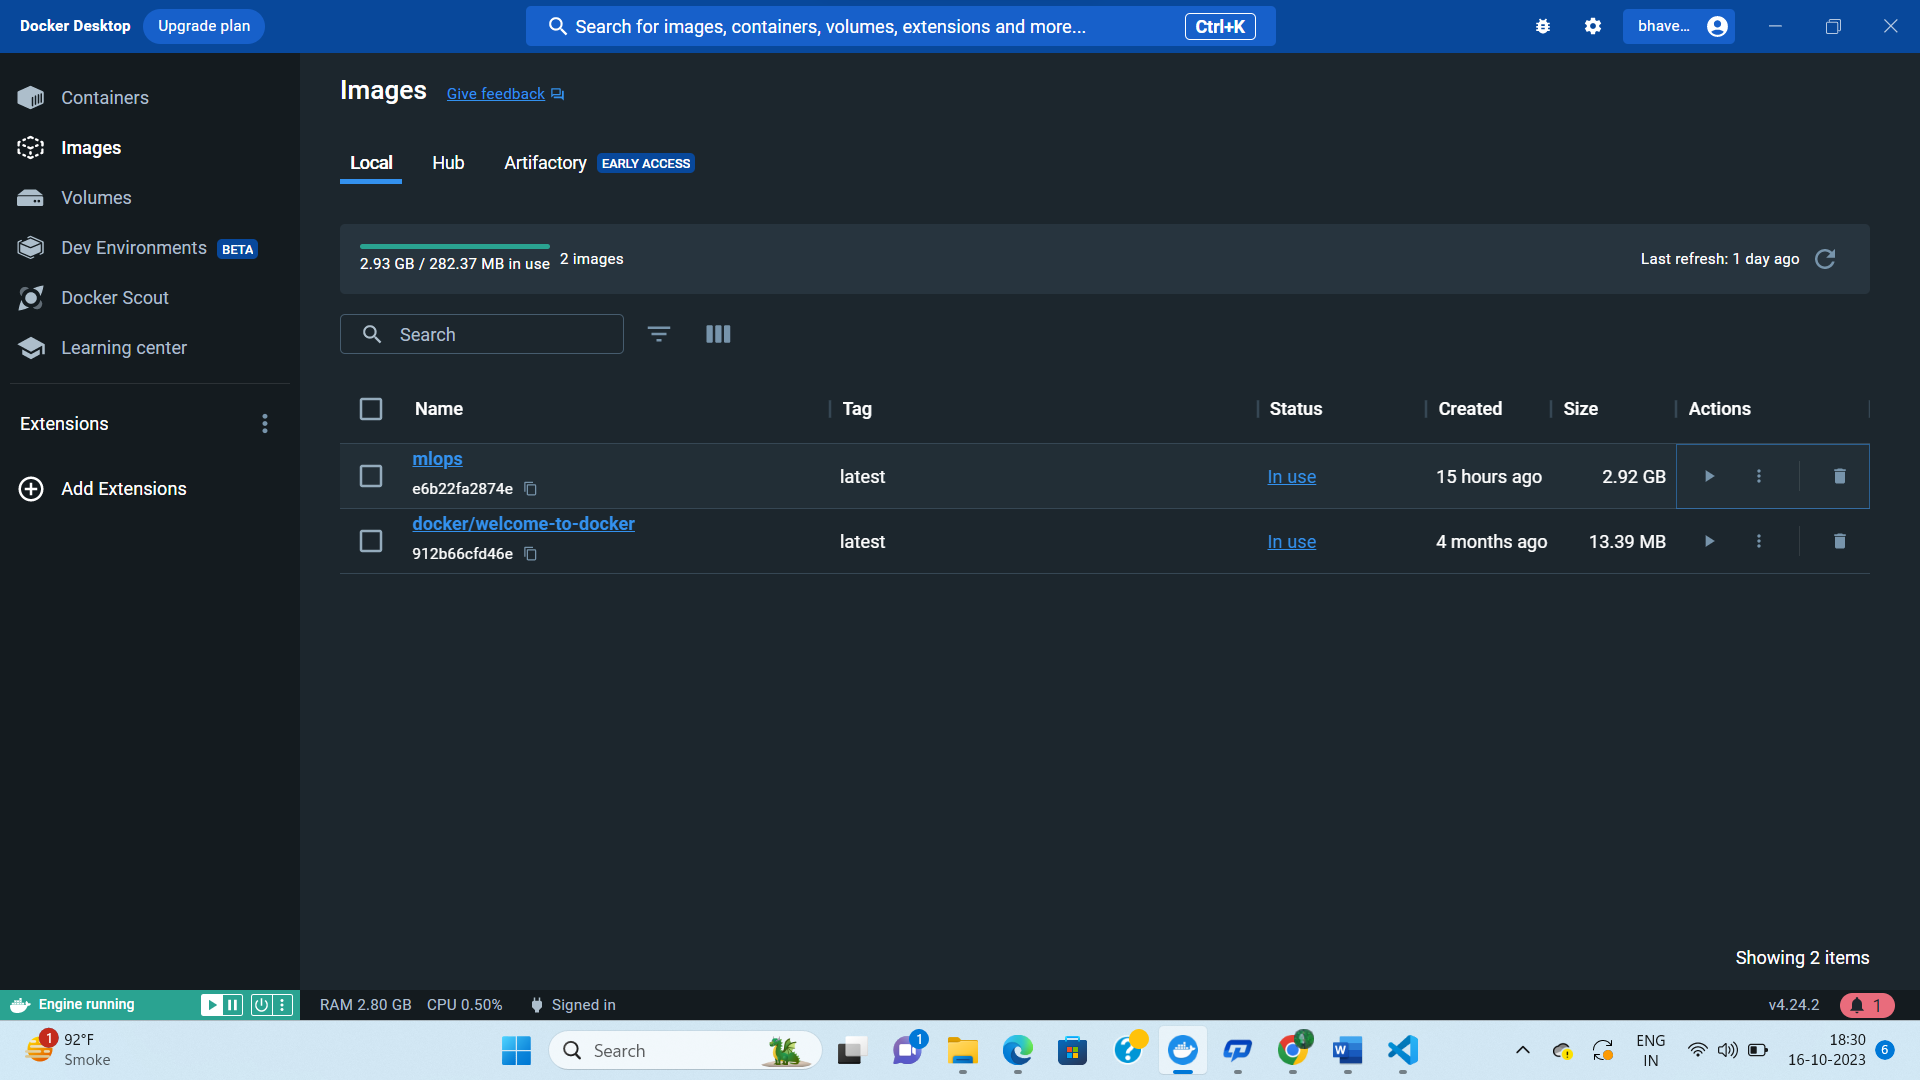 Docker Desktop Upgrade plan Search for images, containers, volumes, extensions and more... Ctrl+K bhave...
Containers
Images
Volumes
Dev Environments BETA
Docker Scout
Learning center
Extensions
Add Extensions
Images Give feedback
Local Hub Artifactory EARLY ACCESS
2.93 GB / 282.37 MB in use 2 images Last refresh: 1 day ago
Search
Name Tag Status Created Size Actions
mlops
e6b22fa2874e latest In use 15 hours ago 2.92 GB
docker/welcome-to-docker
912b66cfd46e latest In use 4 months ago 13.39 MB
Showing 2 items
Engine running RAM 2.80 GB CPU 0.50% Signed in v4.24.2 1
1 92°F
Smoke
Search
1
ENG
IN
18:30
16-10-2023
6